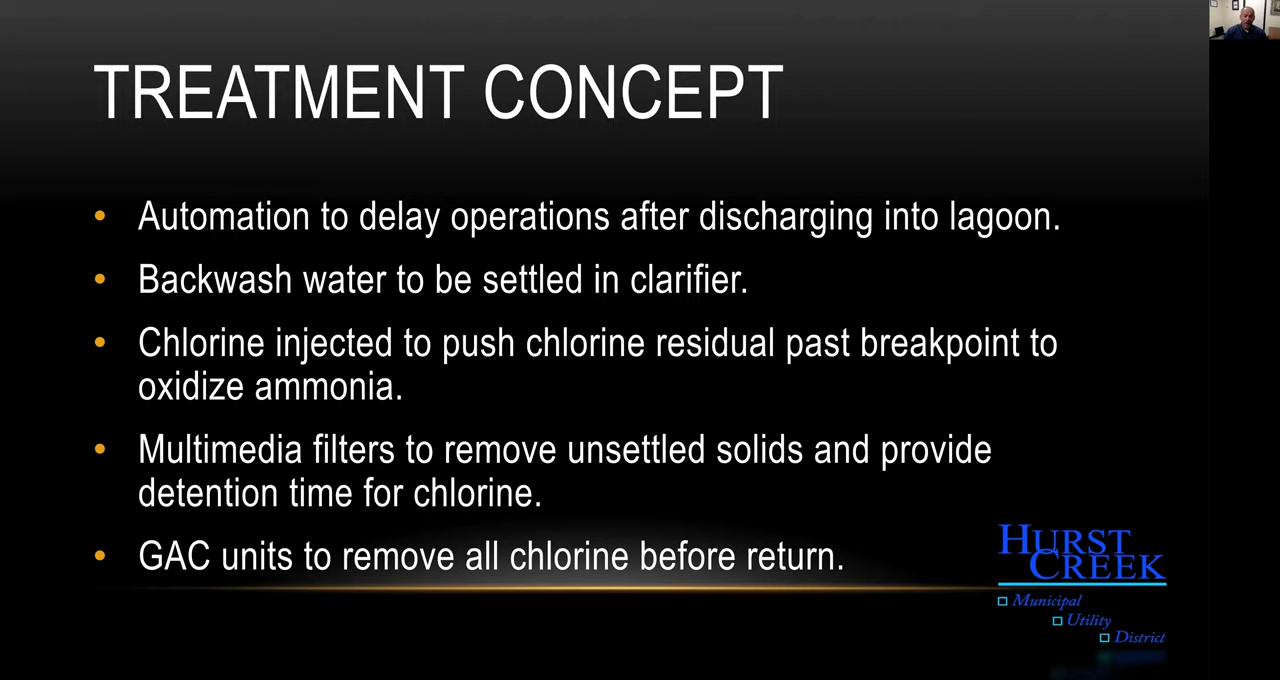 TREATMENT CONCEPT
• Automation to delay operations after discharging into lagoon.
• Backwash water to be settled in clarifier.
• Chlorine injected to push chlorine residual past breakpoint to
oxidize ammonia.
• Multimedia filters to remove unsettled solids and provide
detention time for chlorine.
• GAC units to remove all chlorine before return.
HURST
CREEK
Municipal
Utility
District